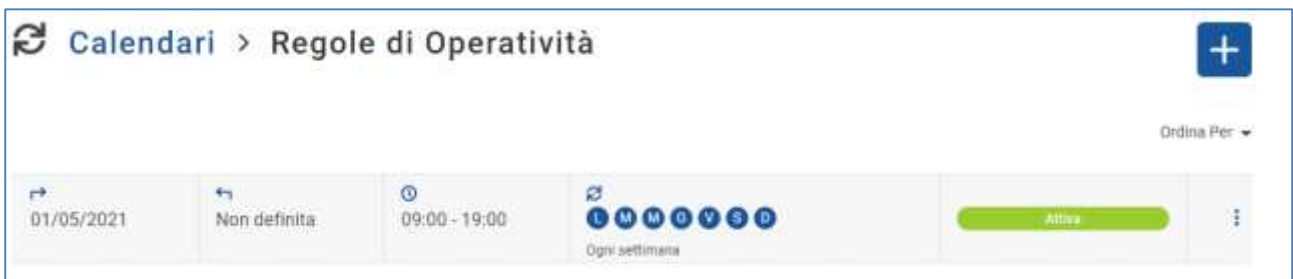 Calendari > Regole di Operatività
Ordina Per
01/05/2021
Non definita
09:00 - 19:00
L M M G V S D
Ogni settimana
Attiva